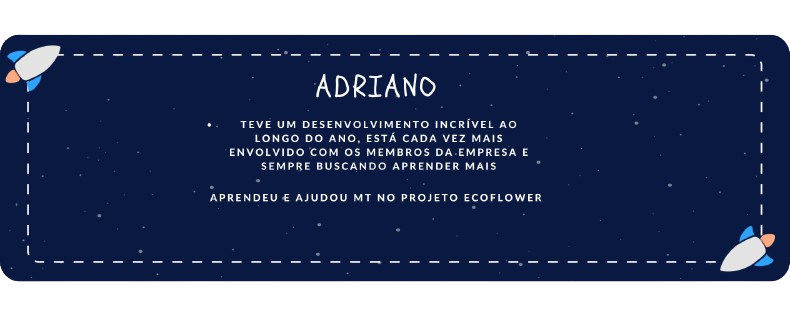 ADRIANO
• TEVE UM DESENVOLVIMENTO INCRÍVEL AO
LONGO DO ANO, ESTÁ CADA VEZ MAIS
ENVOLVIDO COM OS MEMBROS DA EMPRESA E
SEMPRE BUSCANDO APRENDER MAIS
APRENDEU E AJUDOU MT NO PROJETO ECOFLOWER